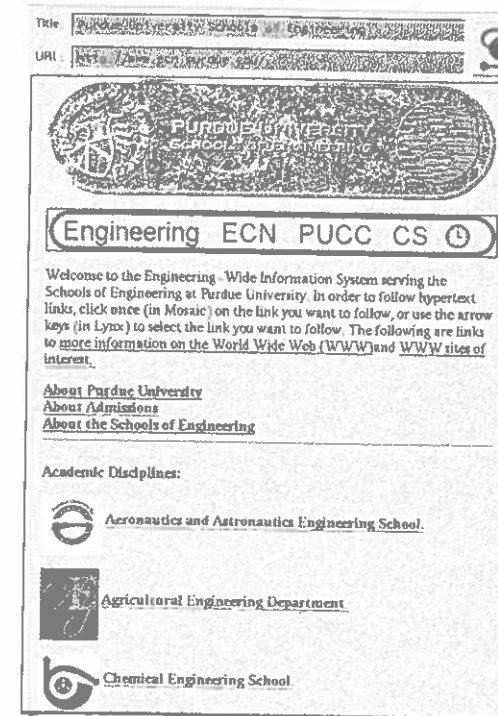 Title: Purdue University Schools of Engineering
URL:
PURDUE UNIVERSITY
SCHOOLS OF ENGINEERING
Engineering ECN PUCC CS
Welcome to the Engineering-Wide Information System serving the
Schools of Engineering at Purdue University. In order to follow hypertext
links, click once (in Mosaic) on the link you want to follow, or use the arrow
keys (in Lynx) to select the link you want to follow. The following are links
to more information on the World Wide Web (WWW)and WWW sites of
interest.
About Purdue University
About Admissions
About the Schools of Engineering
Academic Disciplines:
Aeronautics and Astronautics Engineering School.
Agricultural Engineering Department
Chemical Engineering School.